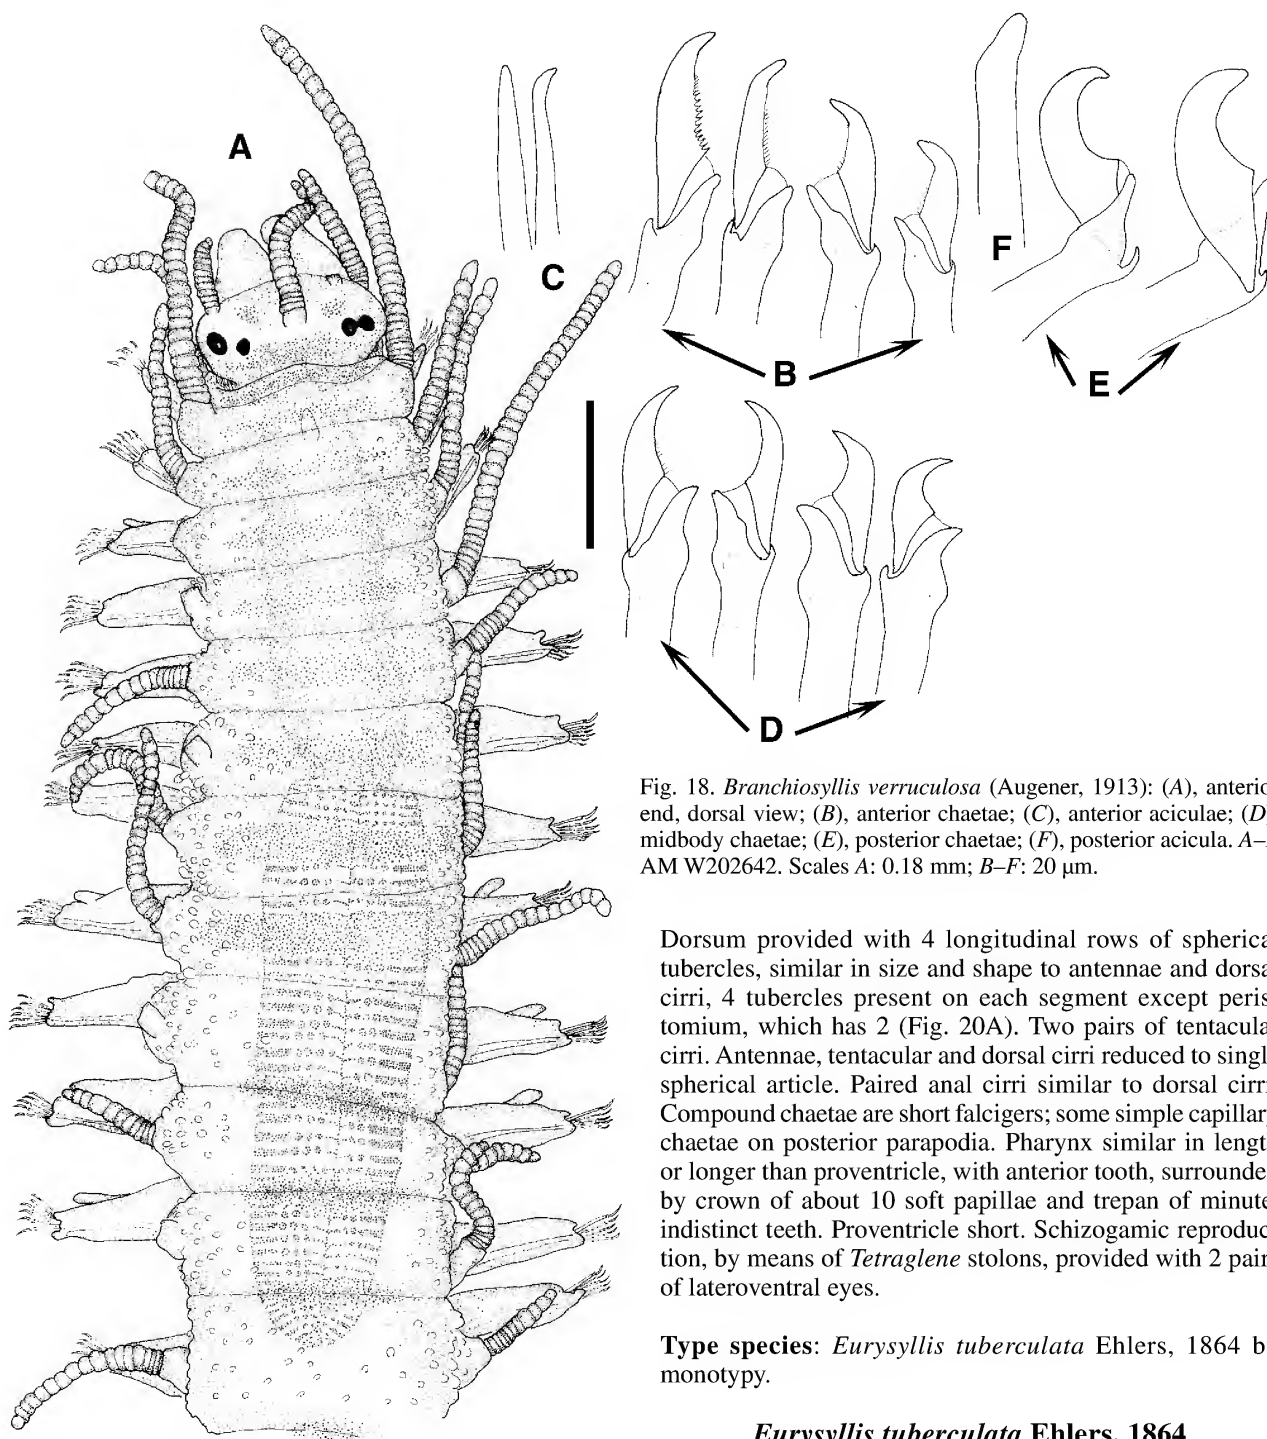 A
C
F
B
E
D
Fig. 18. Branchiosyllis verruculosa (Augener, 1913): (A), anterio
end, dorsal view; (B), anterior chaetae; (C), anterior aciculae; (D
midbody chaetae; (E), posterior chaetae; (F), posterior acicula. A–
AM W202642. Scales A: 0.18 mm; B–F: 20 µm.
Dorsum provided with 4 longitudinal rows of spherica
tubercles, similar in size and shape to antennae and dorsa
cirri, 4 tubercles present on each segment except peris
tomium, which has 2 (Fig. 20A). Two pairs of tentacula
cirri. Antennae, tentacular and dorsal cirri reduced to singl
spherical article. Paired anal cirri similar to dorsal cirri
Compound chaetae are short falcigers; some simple capillary
chaetae on posterior parapodia. Pharynx similar in lengt
or longer than proventricle, with anterior tooth, surrounde
by crown of about 10 soft papillae and trepan of minute
indistinct teeth. Proventricle short. Schizogamic reproduc
tion, by means of Tetraglene stolons, provided with 2 pair
of lateroventral eyes.
Type species: Eurysyllis tuberculata Ehlers, 1864 b
monotypy.
Eurysyllis tuberculata Ehlers, 1864